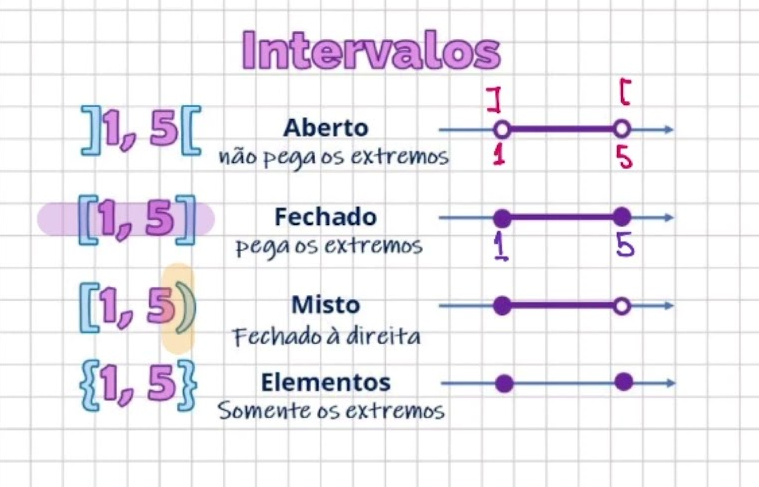 Intervalos
]1, 5[
Aberto
não pega os extremos
] [
1 5
[1, 5]
Fechado
pega os extremos
1 5
[1, 5)
Misto
Fechado à direita
{1, 5}
Elementos
Somente os extremos